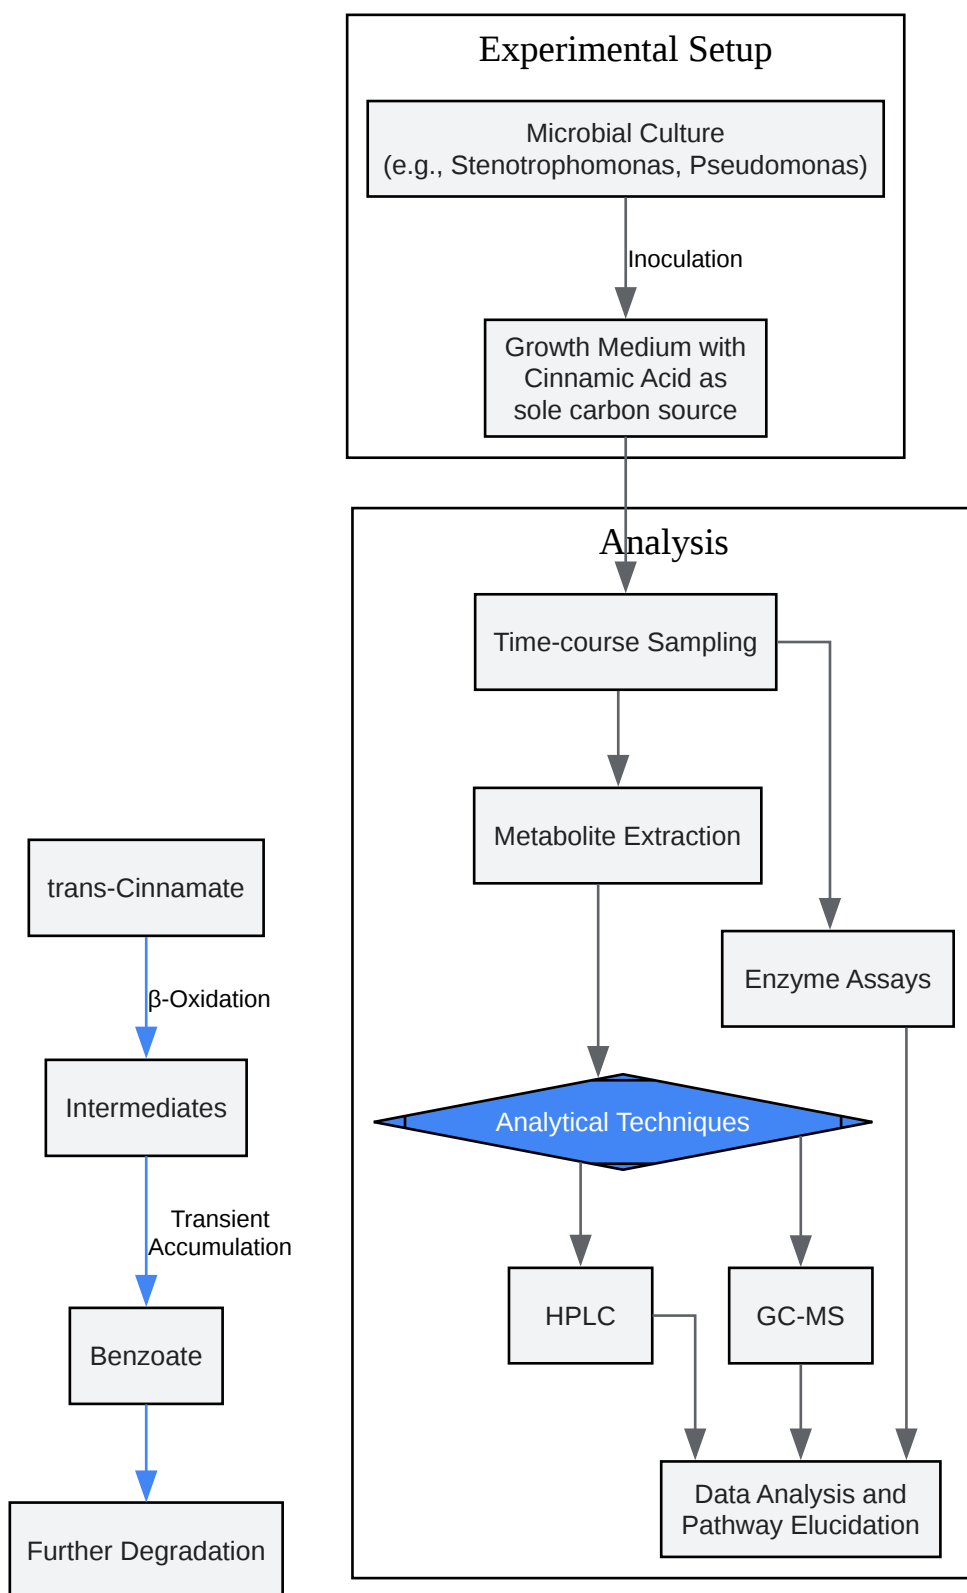 Experimental Setup
Microbial Culture
(e.g., Stenotrophomonas, Pseudomonas)
Inoculation
Growth Medium with
Cinnamic Acid as
sole carbon source
Analysis
Time-course Sampling
Metabolite Extraction
Enzyme Assays
Analytical Techniques
HPLC
GC-MS
Data Analysis and
Pathway Elucidation
trans-Cinnamate
β-Oxidation
Intermediates
Transient
Accumulation
Benzoate
Further Degradation